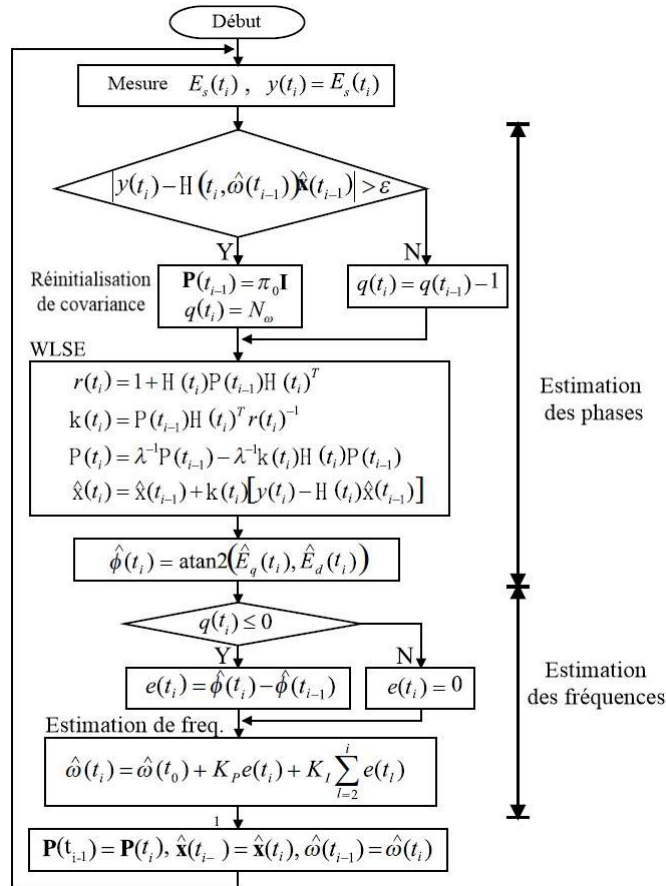 Début
Mesure E_s(t_i) , y(t_i) = E_s(t_i)
|y(t_i) − H(t_i, ω̂(t_{i−1}))x̂(t_{i−1})| > ε
Y
N
Réinitialisation
de covariance
P(t_{i−1}) = π_0 I
q(t_i) = N_ω
q(t_i) = q(t_{i−1}) − 1
WLSE
r(t_i) = 1 + H(t_i)P(t_{i−1})H(t_i)^T
k(t_i) = P(t_{i−1})H(t_i)^T r(t_i)^{−1}
P(t_i) = λ^{−1}P(t_{i−1}) − λ^{−1}k(t_i)H(t_i)P(t_{i−1})
x̂(t_i) = x̂(t_{i−1}) + k(t_i)[y(t_i) − H(t_i)x̂(t_{i−1})]
Estimation
des phases
ϕ̂(t_i) = atan2(Ê_q(t_i), Ê_d(t_i))
q(t_i) ≤ 0
Y
N
e(t_i) = ϕ̂(t_i) − ϕ̂(t_{i−1})
e(t_i) = 0
Estimation
des fréquences
Estimation de freq.
ω̂(t_i) = ω̂(t_0) + K_P e(t_i) + K_I ∑_{l=2}^{i} e(t_l)
1
P(t_{i-1}) = P(t_i), x̂(t_{i−}) = x̂(t_i), ω̂(t_{i−1}) = ω̂(t_i)